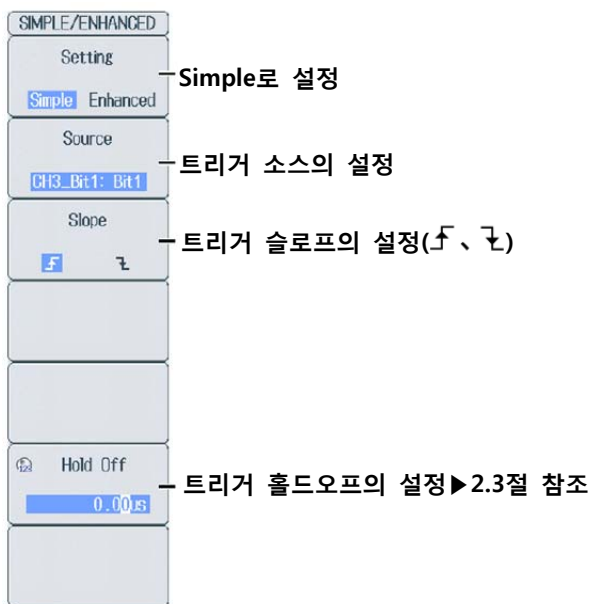 SIMPLE/ENHANCED
Setting
Simple Enhanced
Simple로 설정
Source
CH3_Bit1: Bit1
트리거 소스의 설정
Slope
트리거 슬로프의 설정(、)
Hold Off
0.00us
트리거 홀드오프의 설정▶2.3절 참조